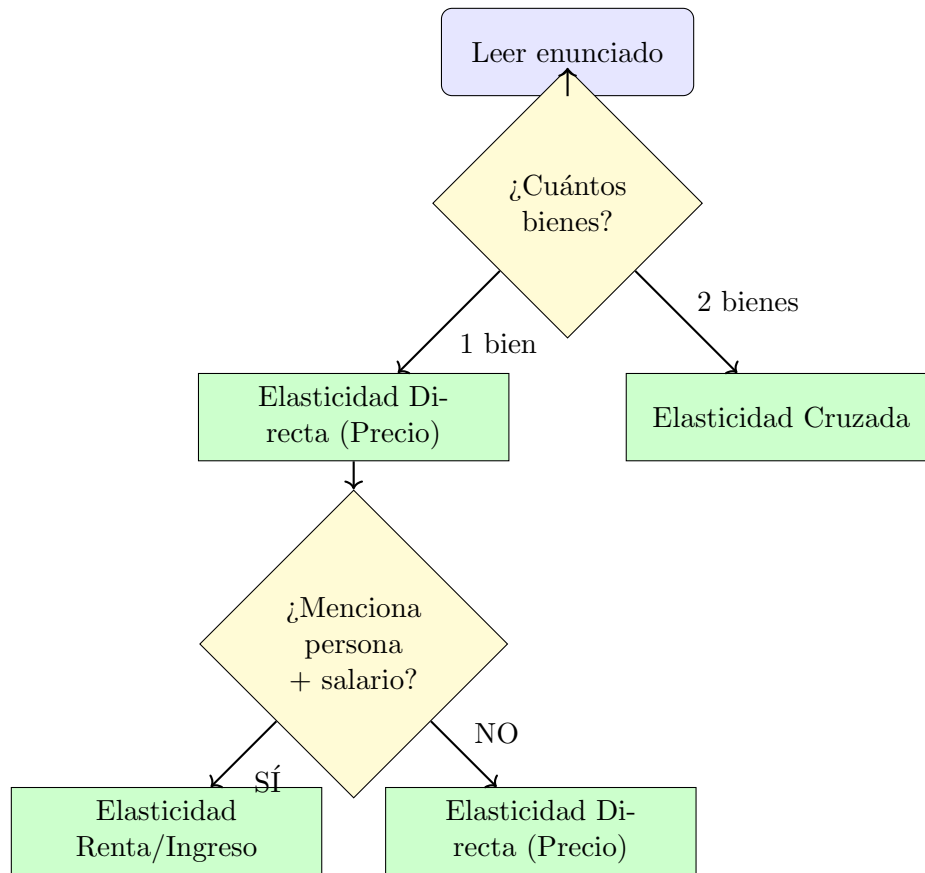 Leer enunciado
¿Cuántos
bienes?
2 bienes
1 bien
Elasticidad Di-
recta (Precio)
Elasticidad Cruzada
¿Menciona
persona
+ salario?
NO
SÍ
Elasticidad
Renta/Ingreso
Elasticidad Di-
recta (Precio)